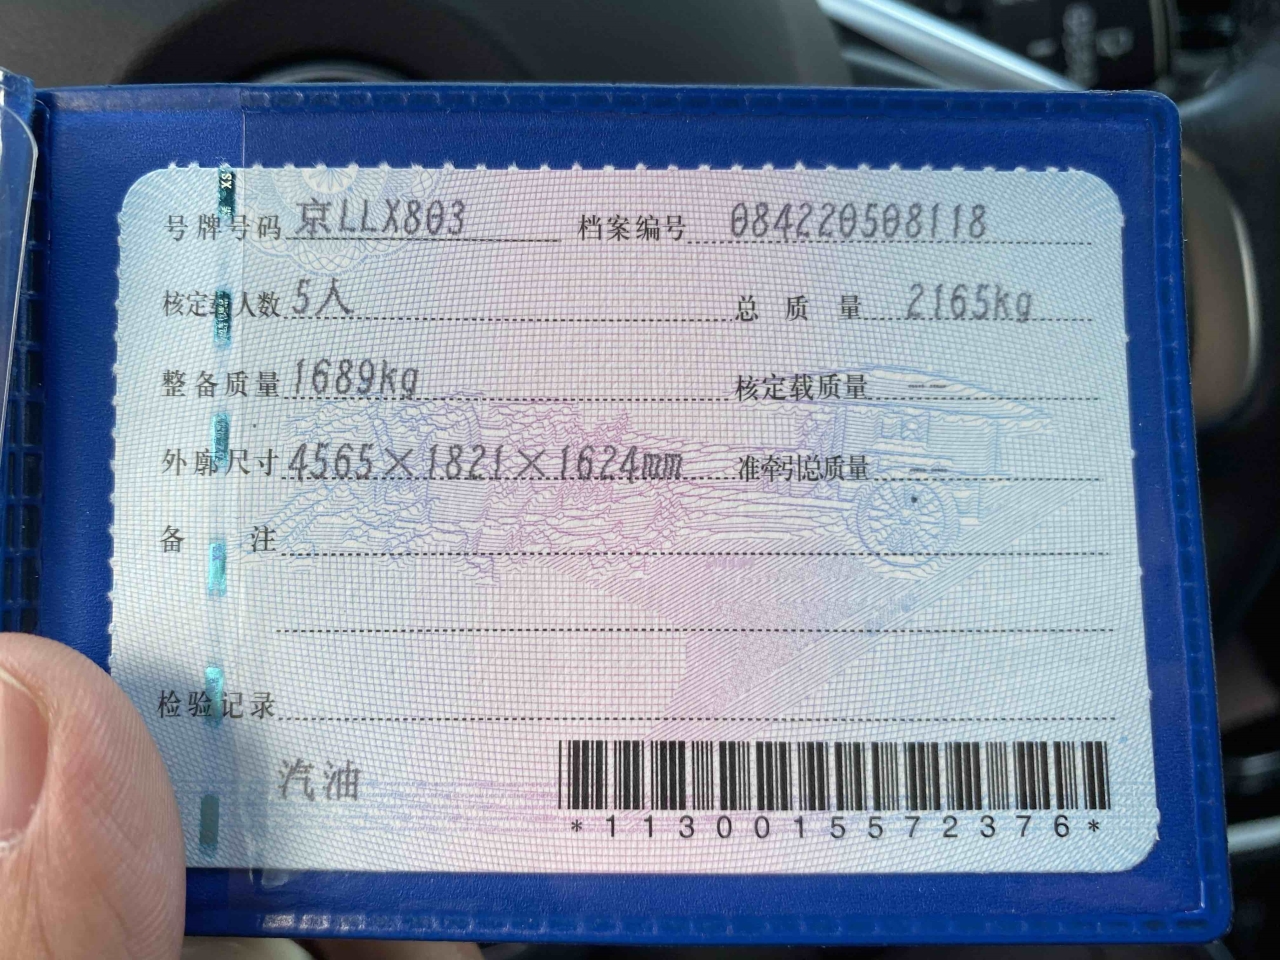 号牌号码 京LLX803 档案编号 084220508118
核定载人数 5人 总质量 2165kg
整备质量 1689kg 核定载质量 --
外廓尺寸 4565×1821×1624mm 准牵引总质量 --
备注
检验记录
汽油
*1130015572376*